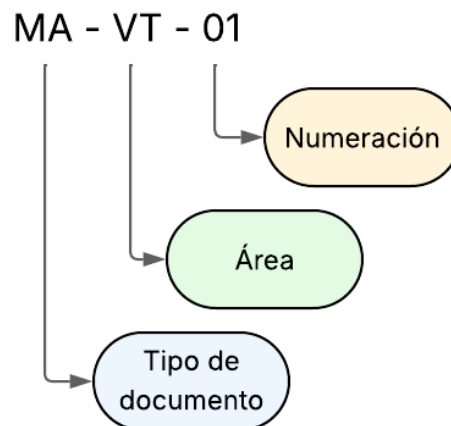 MA - VT - 01
Numeración
Área
Tipo de
documento